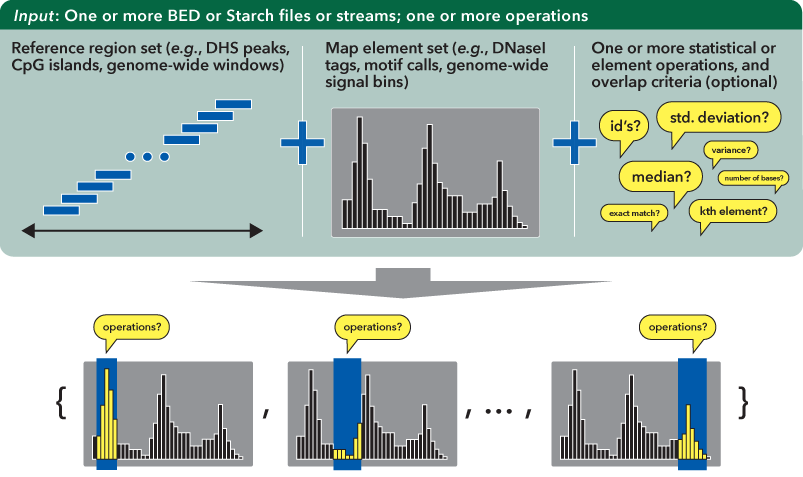 Input: One or more BED or Starch files or streams; one or more operations
Reference region set (e.g., DHS peaks,
CpG islands, genome-wide windows)
Map element set (e.g., DNaseI
tags, motif calls, genome-wide
signal bins)
One or more statistical or
element operations, and
overlap criteria (optional)
id's?
std. deviation?
variance?
median?
number of bases?
exact match?
kth element?
operations?
operations?
operations?
{ , , ... , }